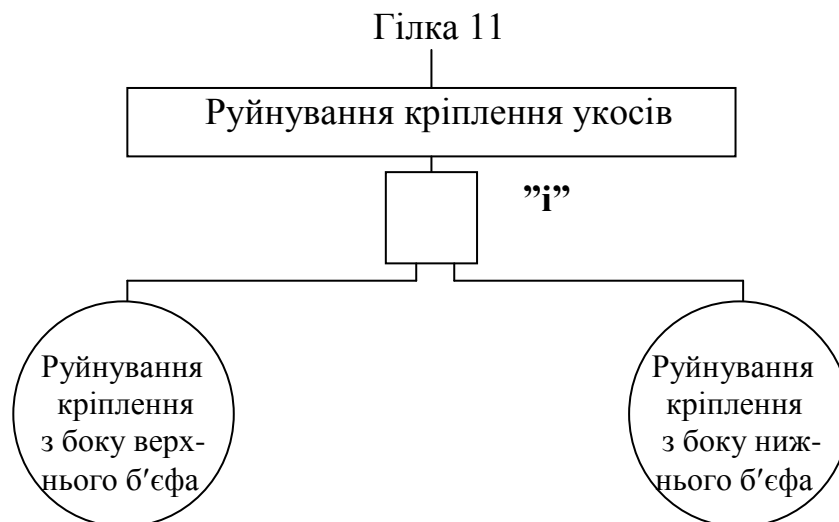 Гілка 11
Руйнування кріплення укосів
”і”
Руйнування
кріплення
з боку верх-
нього б′єфа
Руйнування
кріплення
з боку ниж-
нього б′єфа